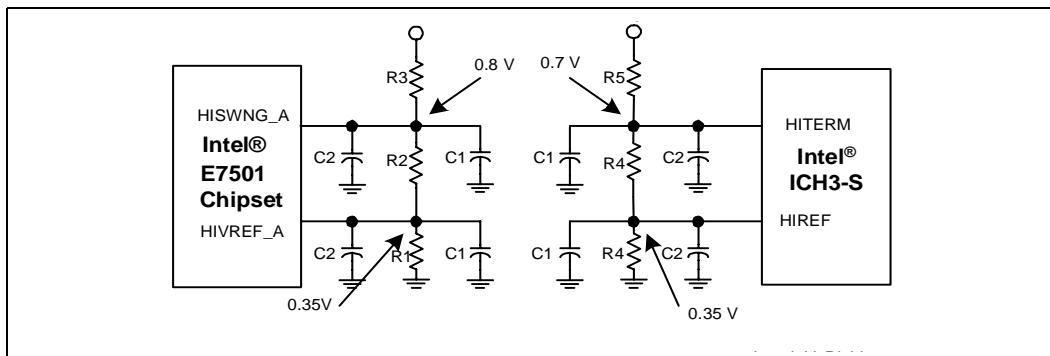 R3
0.8 V
0.7 V
R5
HISWNG_A
Intel®
E7501
Chipset
HIVREF_A
C2
R2
C1
C2
R1
C1
0.35V
C1
R4
C2
C1
R4
C2
0.35 V
HITERM
Intel®
ICH3-S
HIREF